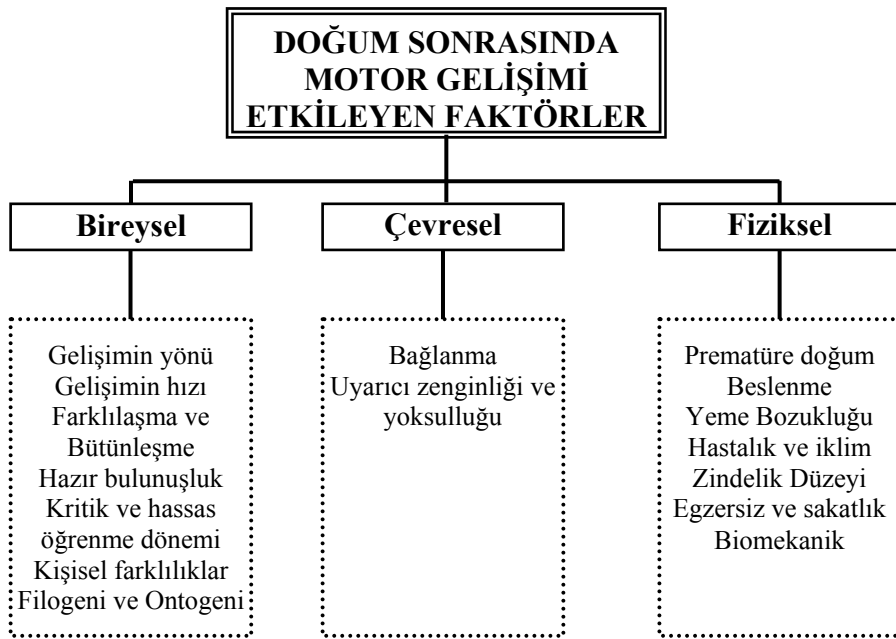 DOĞUM SONRASINDA
MOTOR GELİŞİMİ
ETKİLEYEN FAKTÖRLER
Bireysel
Gelişimin yönü
Gelişimin hızı
Farklılaşma ve
Bütünleşme
Hazır bulunuşluk
Kritik ve hassas
öğrenme dönemi
Kişisel farklılıklar
Filogeni ve Ontogeni
Çevresel
Bağlanma
Uyarıcı zenginliği ve
yoksulluğu
Fiziksel
Prematüre doğum
Beslenme
Yeme Bozukluğu
Hastalık ve iklim
Zindelik Düzeyi
Egzersiz ve sakatlık
Biomekanik